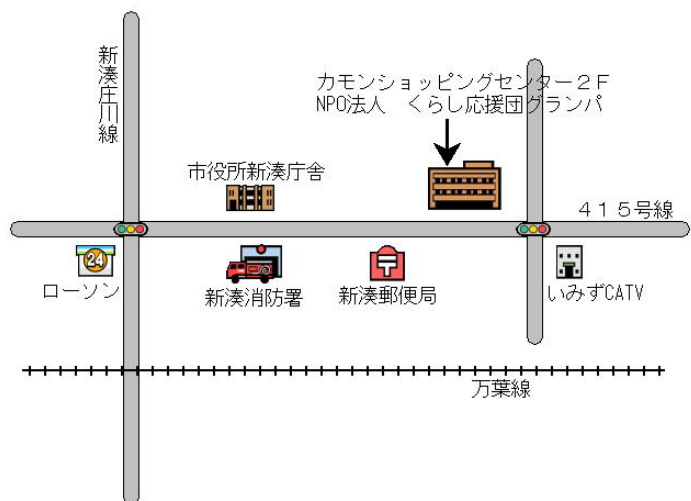 新湊庄川線
カモンショッピングセンター２Ｆ
NPO法人　くらし応援団グランパ
市役所新湊庁舎
４１５号線
24
ローソン
新湊消防署
新湊郵便局
いみずCATV
万葉線